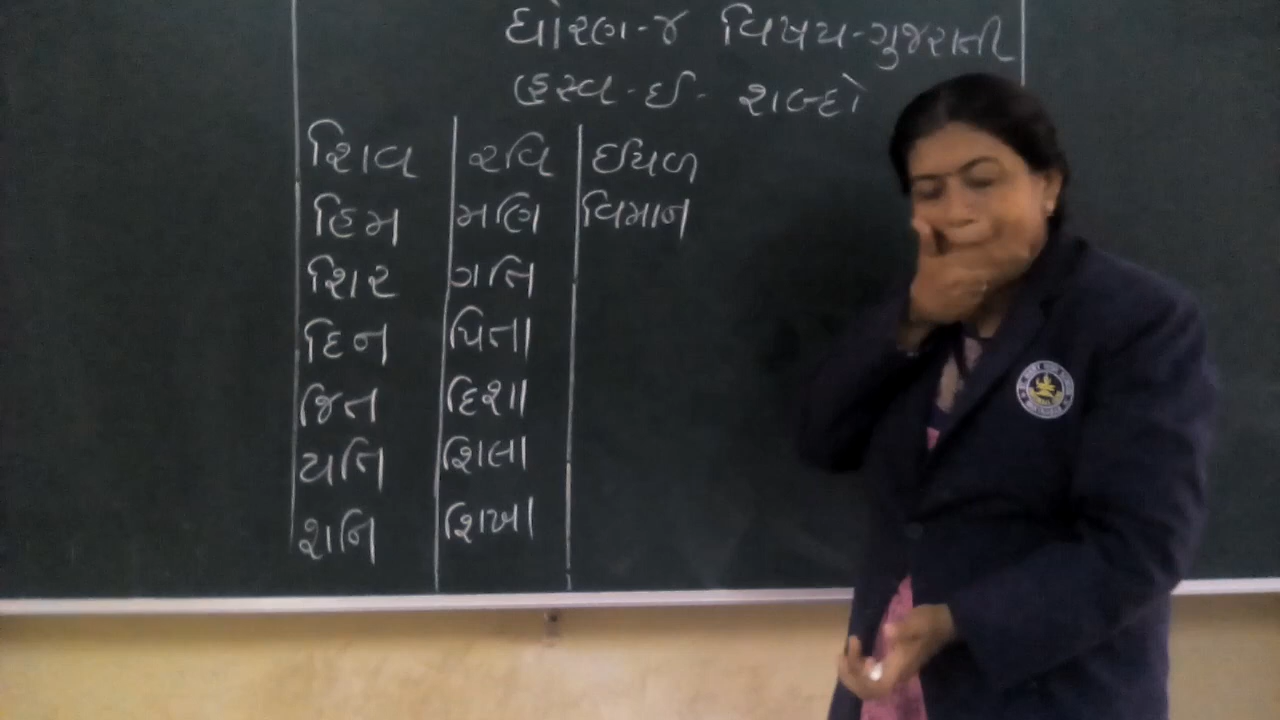 ધોરણ-૪ વિષય-ગુજરાતી
હ્રસ્વ-ઈ- શબ્દો
શિવ રવિ ઈયળ
હિમ મણિ વિમાન
શિર ગતિ
દિન પિતા
જિત દિશા
યતિ શિલા
શનિ શિખા